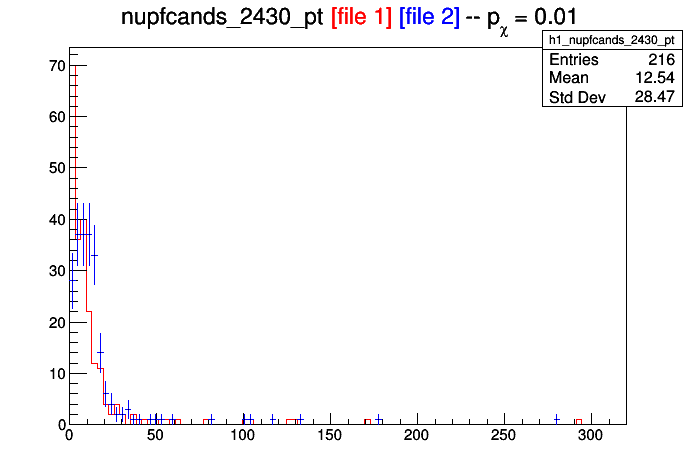 nupfcands_2430_pt [file 1] [file 2] -- pχ = 0.01
h1_nupfcands_2430_pt
Entries 216
Mean 12.54
Std Dev 28.47
70
60
50
40
30
20
10
0
0 50 100 150 200 250 300